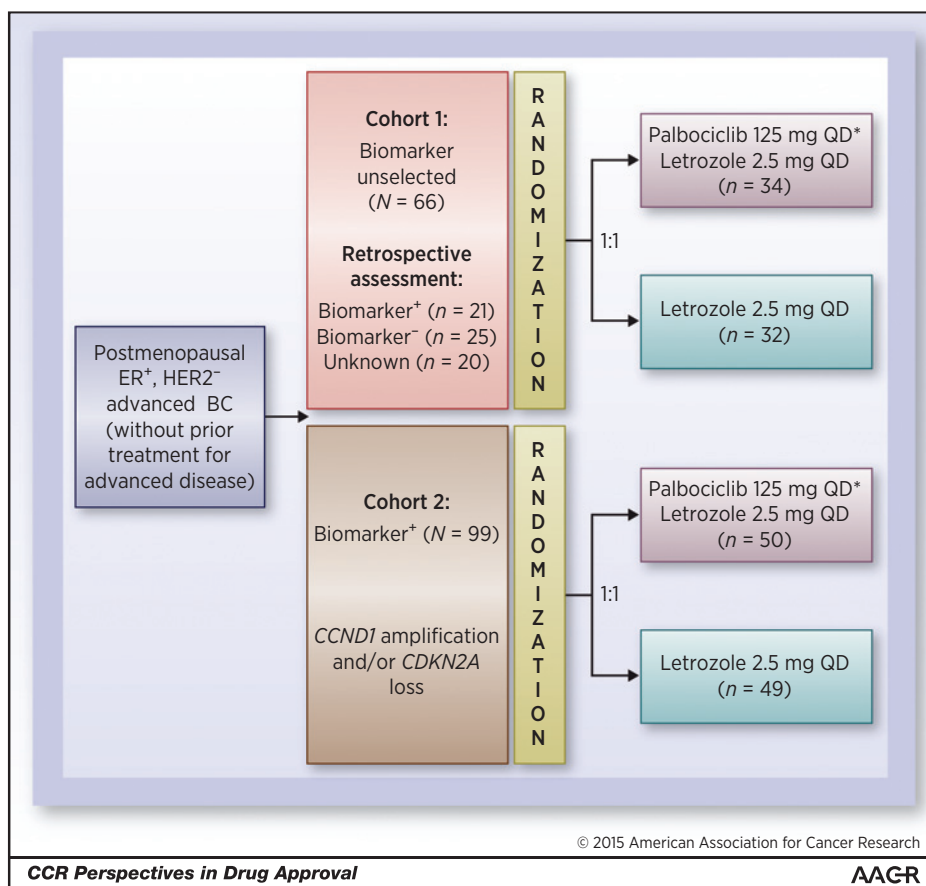 Postmenopausal
ER⁺, HER2⁻
advanced BC
(without prior
treatment for
advanced disease)
Cohort 1:
Biomarker
unselected
(N = 66)
Retrospective
assessment:
Biomarker⁺ (n = 21)
Biomarker⁻ (n = 25)
Unknown (n = 20)
RANDOMIZATION
1:1
Palbociclib 125 mg QD*
Letrozole 2.5 mg QD
(n = 34)
Letrozole 2.5 mg QD
(n = 32)
Cohort 2:
Biomarker⁺ (N = 99)
CCND1 amplification
and/or CDKN2A
loss
RANDOMIZATION
1:1
Palbociclib 125 mg QD*
Letrozole 2.5 mg QD
(n = 50)
Letrozole 2.5 mg QD
(n = 49)
© 2015 American Association for Cancer Research
CCR Perspectives in Drug Approval
AACR